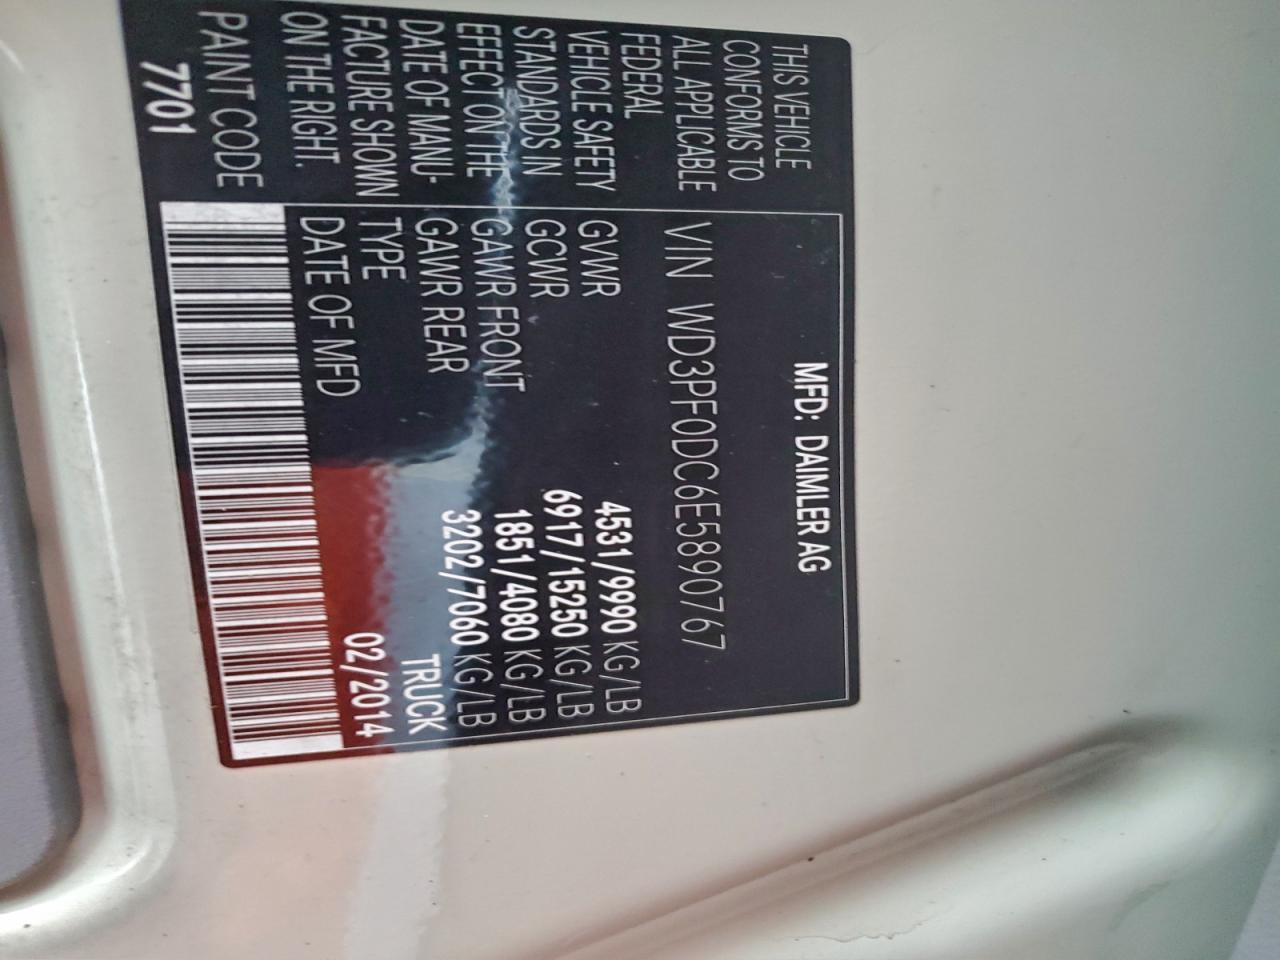 MFD: DAIMLER AG
THIS VEHICLE
CONFORMS TO
ALL APPLICABLE
FEDERAL
VEHICLE SAFETY
STANDARDS IN
EFFECT ON THE
DATE OF MANU-
FACTURE SHOWN
ON THE RIGHT.
PAINT CODE
7701
VIN WD3PF0DC6E5890767
GVWR 4531/9990 KG/LB
GCWR 6917/15250 KG/LB
GAWR FRONT 1851/4080 KG/LB
GAWR REAR 3202/7060 KG/LB
TYPE TRUCK
DATE OF MFD 02/2014